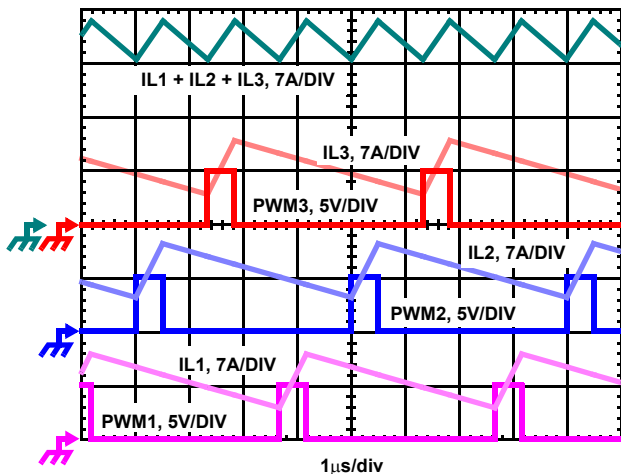 IL1 + IL2 + IL3, 7A/DIV
IL3, 7A/DIV
PWM3, 5V/DIV
IL2, 7A/DIV
PWM2, 5V/DIV
IL1, 7A/DIV
PWM1, 5V/DIV
1μs/div